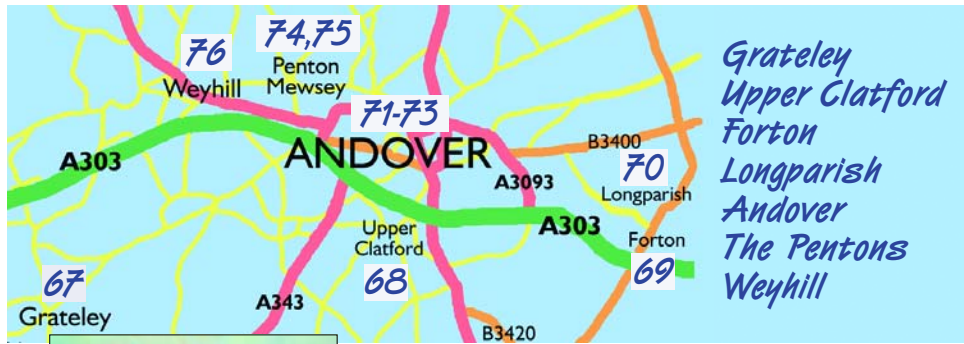 74,75
76
Penton
Mewsey
Weyhill
71-73
ANDOVER
A303
B3400
70
A3093
Longparish
Upper
Clatford
A303
Forton
67
68
69
Grateley
A343
B3420
Grateley
Upper Clatford
Forton
Longparish
Andover
The Pentons
Weyhill